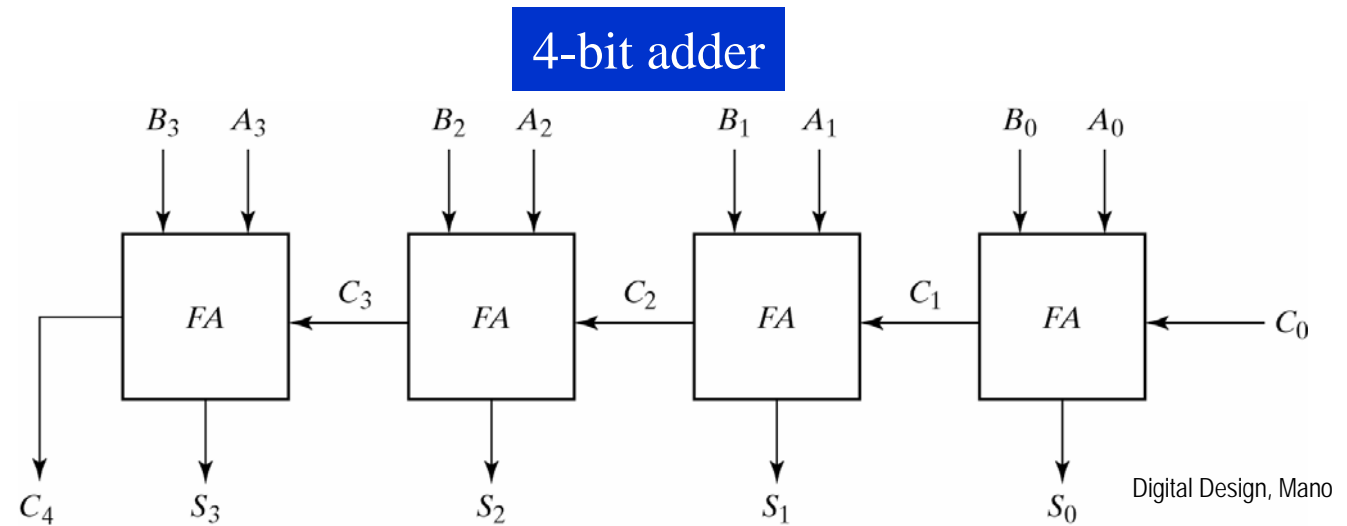 4-bit adder
B₃ A₃ B₂ A₂ B₁ A₁ B₀ A₀
FA C₃ FA C₂ FA C₁ FA C₀
C₄ S₃ S₂ S₁ S₀
Digital Design, Mano